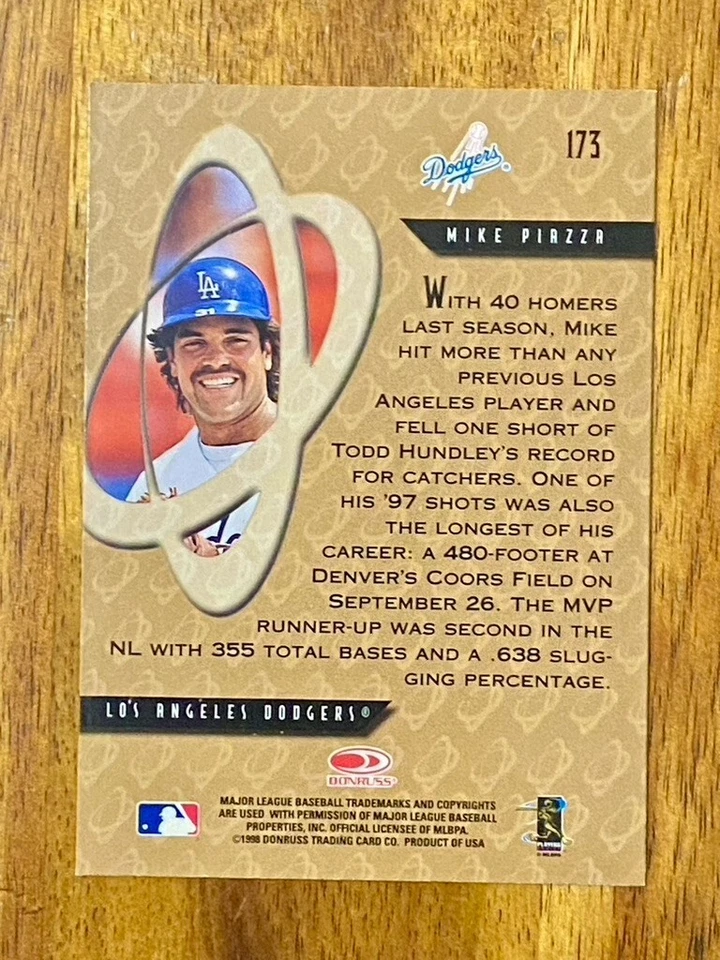 Dodgers
173
MIKE PIAZZA
LA
31
WITH 40 HOMERS
LAST SEASON, MIKE
HIT MORE THAN ANY
PREVIOUS LOS
ANGELES PLAYER AND
FELL ONE SHORT OF
TODD HUNDLEY'S RECORD
FOR CATCHERS. ONE OF
HIS '97 SHOTS WAS ALSO
THE LONGEST OF HIS
CAREER: A 480-FOOTER AT
DENVER'S COORS FIELD ON
SEPTEMBER 26. THE MVP
RUNNER-UP WAS SECOND IN THE
NL WITH 355 TOTAL BASES AND A .638 SLUG-
GING PERCENTAGE.
LOS ANGELES DODGERS®
DONRUSS
MAJOR LEAGUE BASEBALL TRADEMARKS AND COPYRIGHTS
ARE USED WITH PERMISSION OF MAJOR LEAGUE BASEBALL
PROPERTIES, INC. OFFICIAL LICENSEE OF MLBPA.
©1998 DONRUSS TRADING CARD CO. PRODUCT OF USA
PLAYERS
© MLBPA